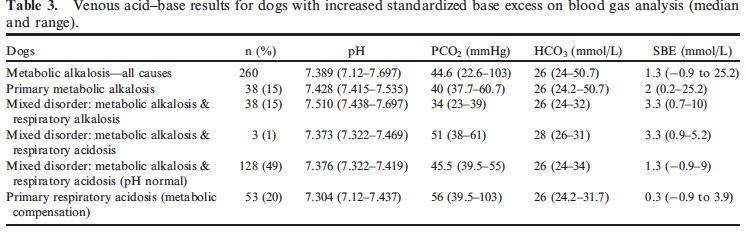 Table 3. Venous acid–base results for dogs with increased standardized base excess on blood gas analysis (median
and range).
Dogs n (%) pH PCO₂ (mmHg) HCO₃ (mmol/L) SBE (mmol/L)
Metabolic alkalosis—all causes 260 7.389 (7.12–7.697) 44.6 (22.6–103) 26 (24–50.7) 1.3 (−0.9 to 25.2)
Primary metabolic alkalosis 38 (15) 7.428 (7.415–7.535) 40 (37.7–60.7) 26 (24.2–50.7) 2 (0.2–25.2)
Mixed disorder: metabolic alkalosis & 38 (15) 7.510 (7.438–7.697) 34 (23–39) 26 (24–32) 3.3 (0.7–10)
respiratory alkalosis
Mixed disorder: metabolic alkalosis & 3 (1) 7.373 (7.322–7.469) 51 (38–61) 28 (26–31) 3.3 (0.9–5.2)
respiratory acidosis
Mixed disorder: metabolic alkalosis & 128 (49) 7.376 (7.322–7.419) 45.5 (39.5–55) 26 (24–34) 1.3 (−0.9–9)
respiratory acidosis (pH normal)
Primary respiratory acidosis (metabolic 53 (20) 7.304 (7.12–7.437) 56 (39.5–103) 26 (24.2–31.7) 0.3 (−0.9 to 3.9)
compensation)